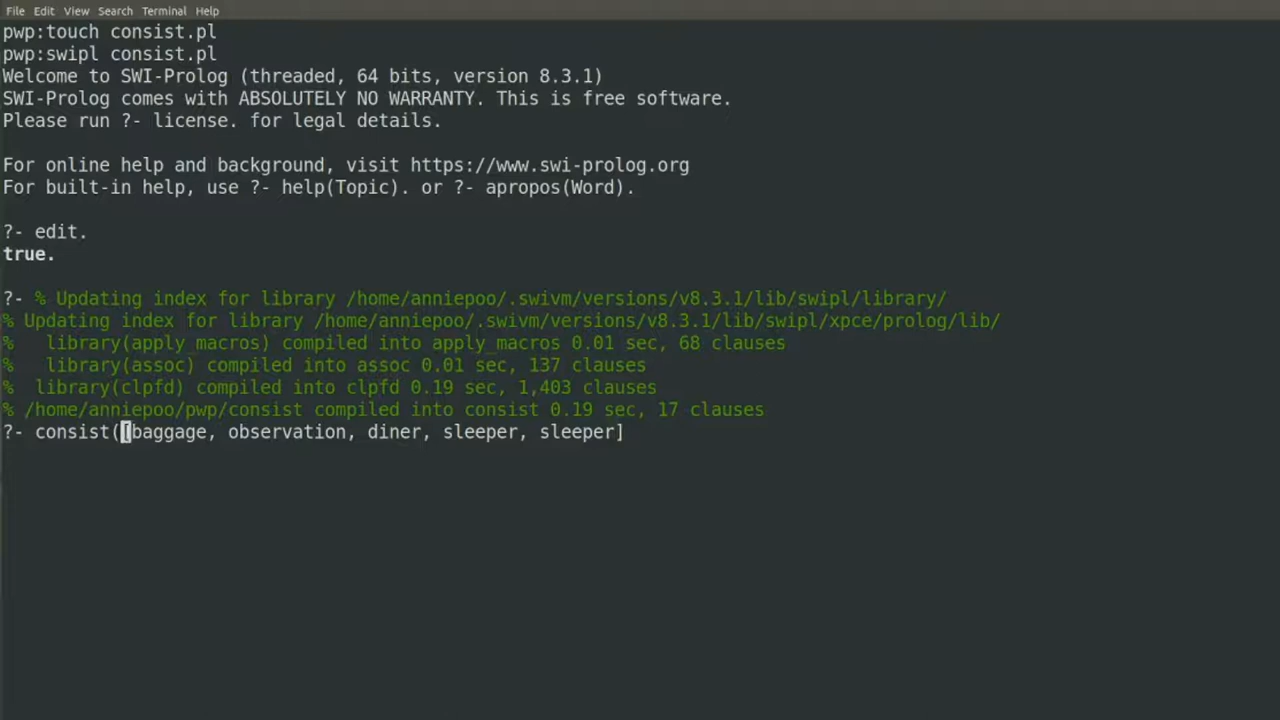 File Edit View Search Terminal Help
pwp:touch consist.pl
pwp:swipl consist.pl
Welcome to SWI-Prolog (threaded, 64 bits, version 8.3.1)
SWI-Prolog comes with ABSOLUTELY NO WARRANTY. This is free software.
Please run ?- license. for legal details.
For online help and background, visit https://www.swi-prolog.org
For built-in help, use ?- help(Topic). or ?- apropos(Word).
?- edit.
true.
?- % Updating index for library /home/anniepoo/.swivm/versions/v8.3.1/lib/swipl/library/
% Updating index for library /home/anniepoo/.swivm/versions/v8.3.1/lib/swipl/xpce/prolog/lib/
%   library(apply_macros) compiled into apply_macros 0.01 sec, 68 clauses
%   library(assoc) compiled into assoc 0.01 sec, 137 clauses
%  library(clpfd) compiled into clpfd 0.19 sec, 1,403 clauses
% /home/anniepoo/pwp/consist compiled into consist 0.19 sec, 17 clauses
?- consist([baggage, observation, diner, sleeper, sleeper]